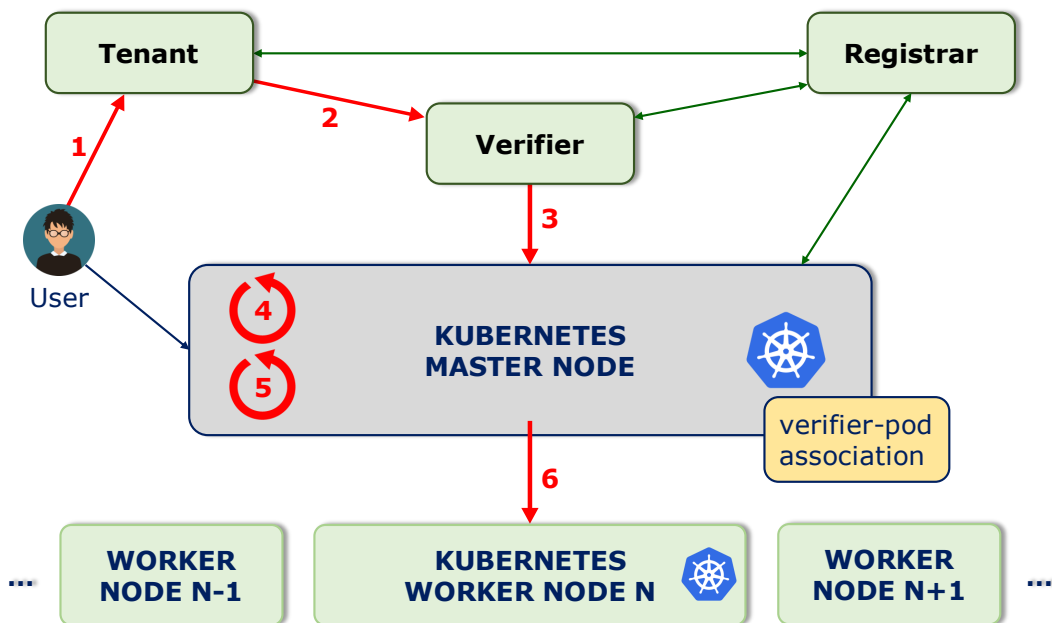 Tenant
Registrar
1
2
Verifier
3
User
4
5
KUBERNETES
MASTER NODE
verifier-pod
association
6
...
WORKER
NODE N-1
KUBERNETES
WORKER NODE N
WORKER
NODE N+1
...